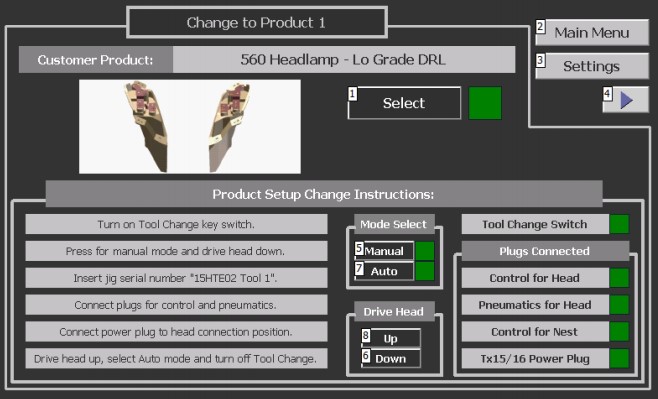 Change to Product 1
2 Main Menu
Customer Product: 560 Headlamp - Lo Grade DRL
3 Settings
1 Select
4
Product Setup Change Instructions:
Turn on Tool Change key switch.
Press for manual mode and drive head down.
Insert jig serial number "15HTE02 Tool 1".
Connect plugs for control and pneumatics.
Connect power plug to head connection position.
Drive head up, select Auto mode and turn off Tool Change.
Mode Select
5 Manual
7 Auto
Drive Head
8 Up
6 Down
Tool Change Switch
Plugs Connected
Control for Head
Pneumatics for Head
Control for Nest
Tx15/16 Power Plug